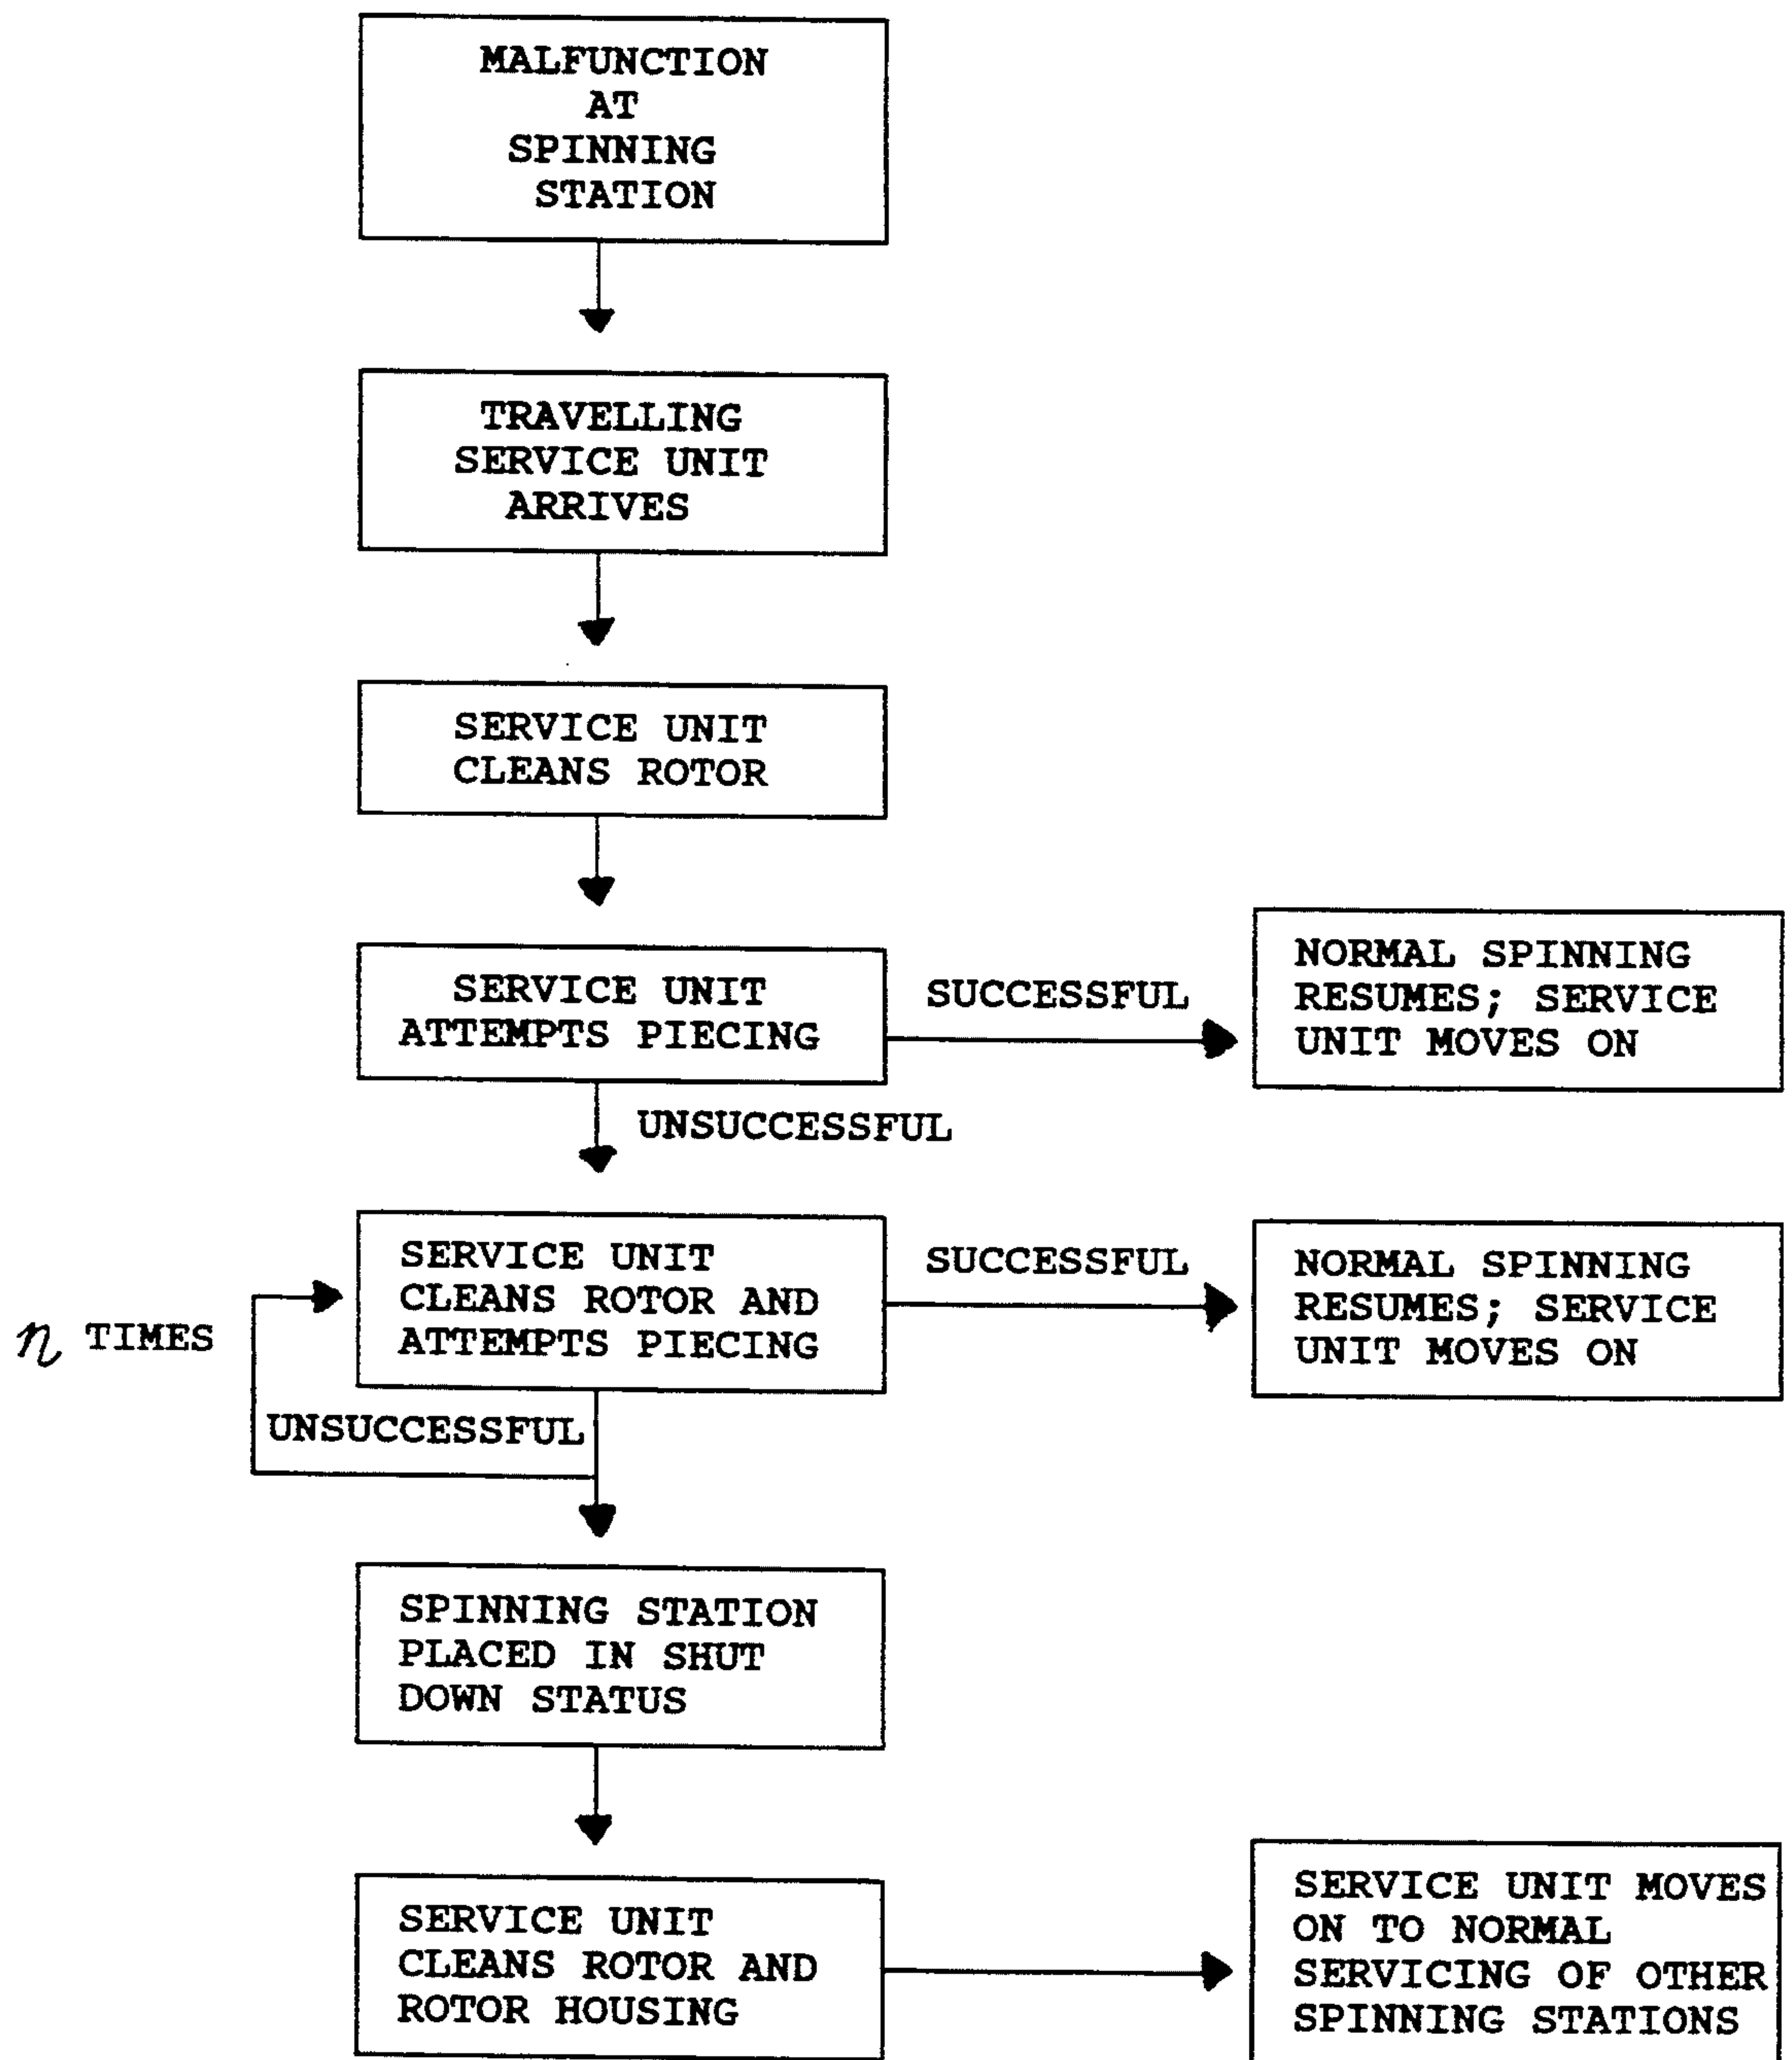 MALFUNCTION
AT
SPINNING
STATION
TRAVELLING
SERVICE UNIT
ARRIVES
SERVICE UNIT
CLEANS ROTOR
SERVICE UNIT
ATTEMPTS PIECING
SUCCESSFUL
NORMAL SPINNING
RESUMES; SERVICE
UNIT MOVES ON
UNSUCCESSFUL
SERVICE UNIT
CLEANS ROTOR AND
ATTEMPTS PIECING
SUCCESSFUL
NORMAL SPINNING
RESUMES; SERVICE
UNIT MOVES ON
n TIMES
UNSUCCESSFUL
SPINNING STATION
PLACED IN SHUT
DOWN STATUS
SERVICE UNIT
CLEANS ROTOR AND
ROTOR HOUSING
SERVICE UNIT MOVES
ON TO NORMAL
SERVICING OF OTHER
SPINNING STATIONS